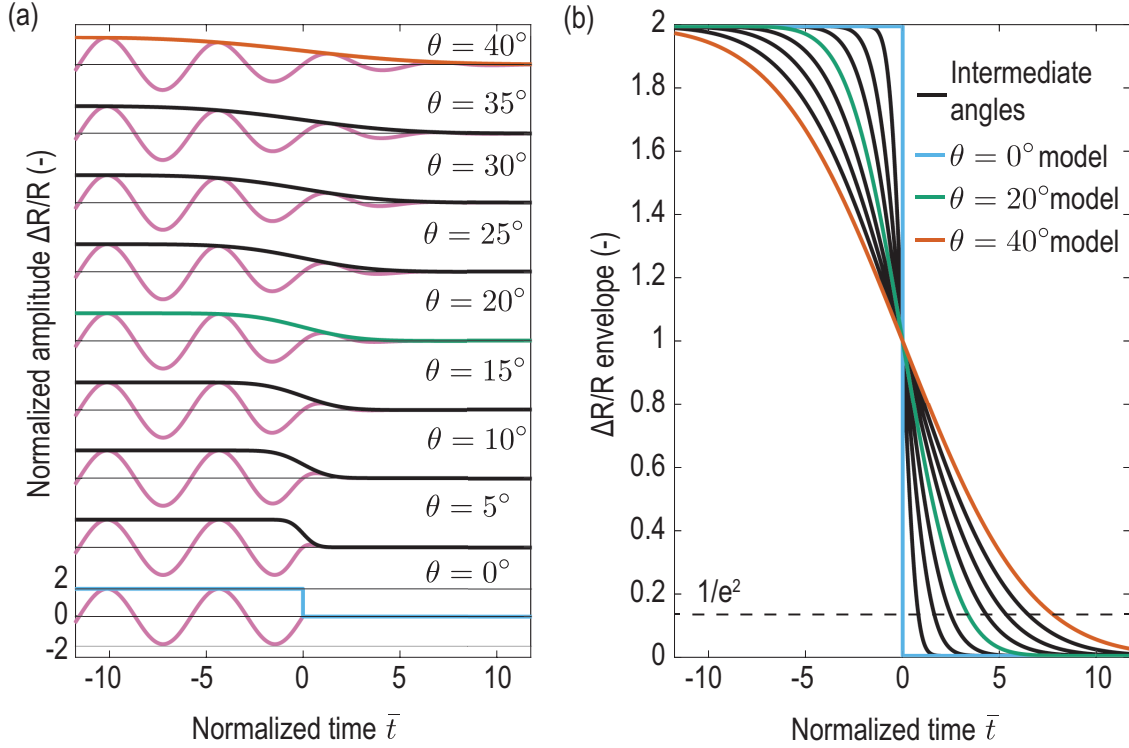 (a)
Normalized amplitude ΔR/R (-)
θ = 40°
θ = 35°
θ = 30°
θ = 25°
θ = 20°
θ = 15°
θ = 10°
θ = 5°
θ = 0°
2
0
-2
-10 -5 0 5 10
Normalized time t̄
(b)
ΔR/R envelope (-)
2
1.8
1.6
1.4
1.2
1
0.8
0.6
0.4
0.2
0
Intermediate
angles
θ = 0° model
θ = 20° model
θ = 40° model
1/e²
-10 -5 0 5 10
Normalized time t̄